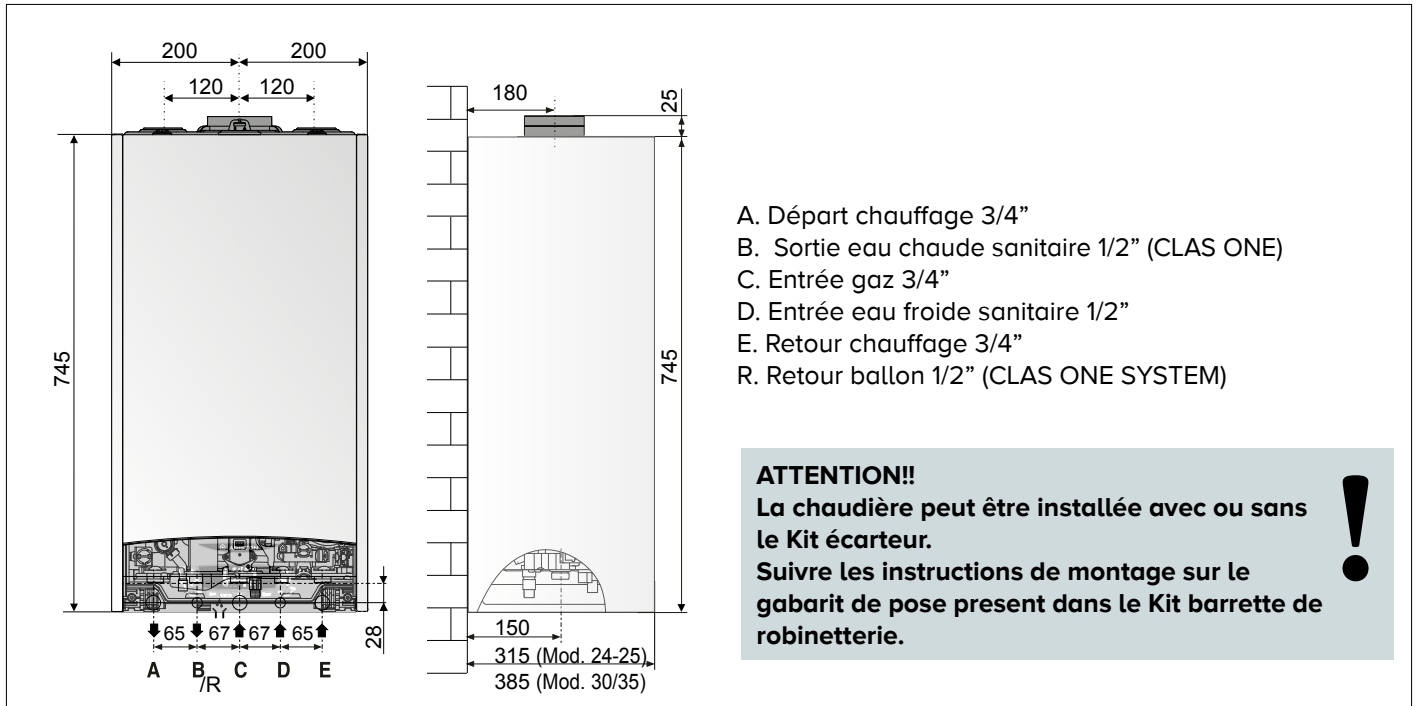 200 200
120 120
745
65 67 67 65
28
A B C D E
/R
180
25
745
150
315 (Mod. 24-25)
385 (Mod. 30/35)
A. Départ chauffage 3/4”
B. Sortie eau chaude sanitaire 1/2” (CLAS ONE)
C. Entrée gaz 3/4”
D. Entrée eau froide sanitaire 1/2”
E. Retour chauffage 3/4”
R. Retour ballon 1/2” (CLAS ONE SYSTEM)
ATTENTION!!
La chaudière peut être installée avec ou sans
le Kit écarteur.
Suivre les instructions de montage sur le
gabarit de pose present dans le Kit barrette de
robinetterie.
!